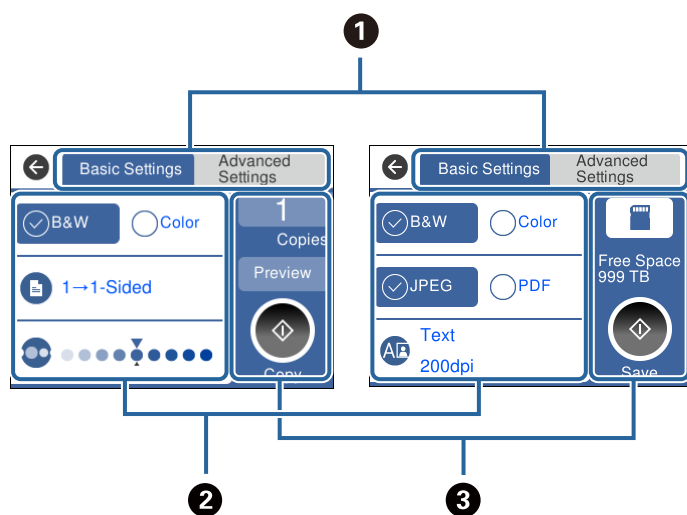 1
Basic Settings
Advanced
Settings
B&W
Color
1→1-Sided
1
Copies
Preview
Copy
Basic Settings
Advanced
Settings
B&W
Color
JPEG
PDF
A
Text
200dpi
Free Space
999 TB
Save
2
3